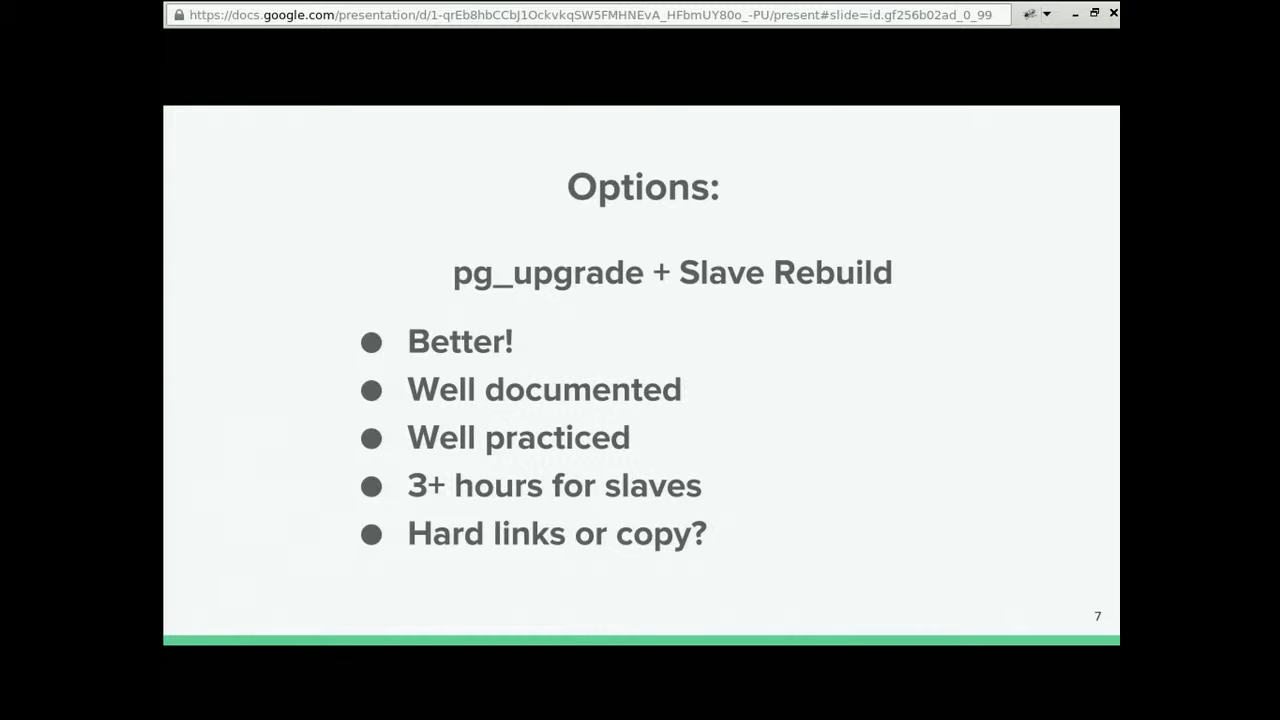 https://docs.google.com/presentation/d/1-qrEb8hbCCbJ1OckvkqSW5FMHNEvA_HFbmUY80o_-PU/present#slide=id.gf256b02ad_0_99
Options:
pg_upgrade + Slave Rebuild
● Better!
● Well documented
● Well practiced
● 3+ hours for slaves
● Hard links or copy?
7